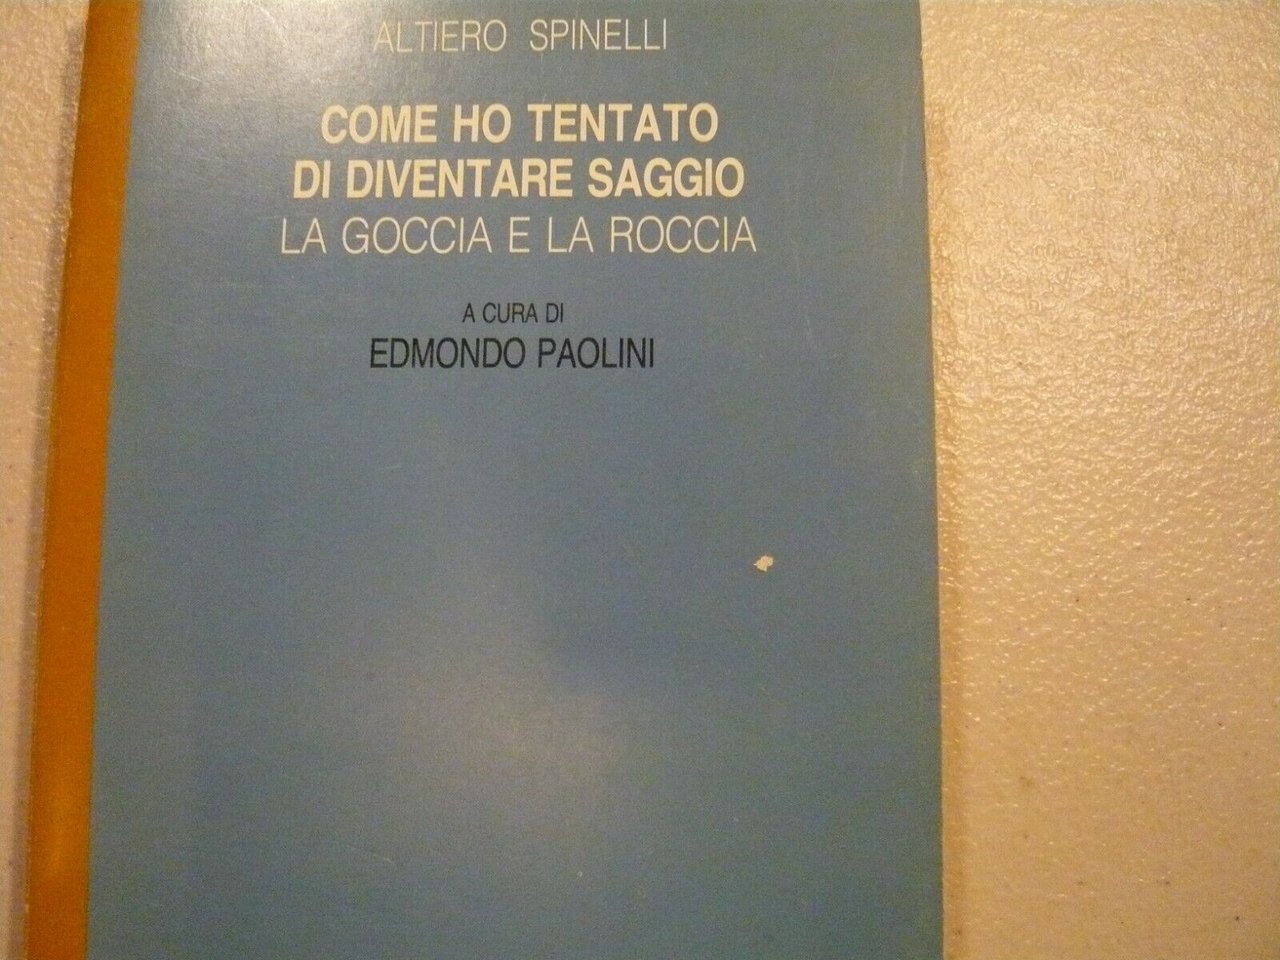 ALTIERO SPINELLI
COME HO TENTATO
DI DIVENTARE SAGGIO
LA GOCCIA E LA ROCCIA
A CURA DI
EDMONDO PAOLINI